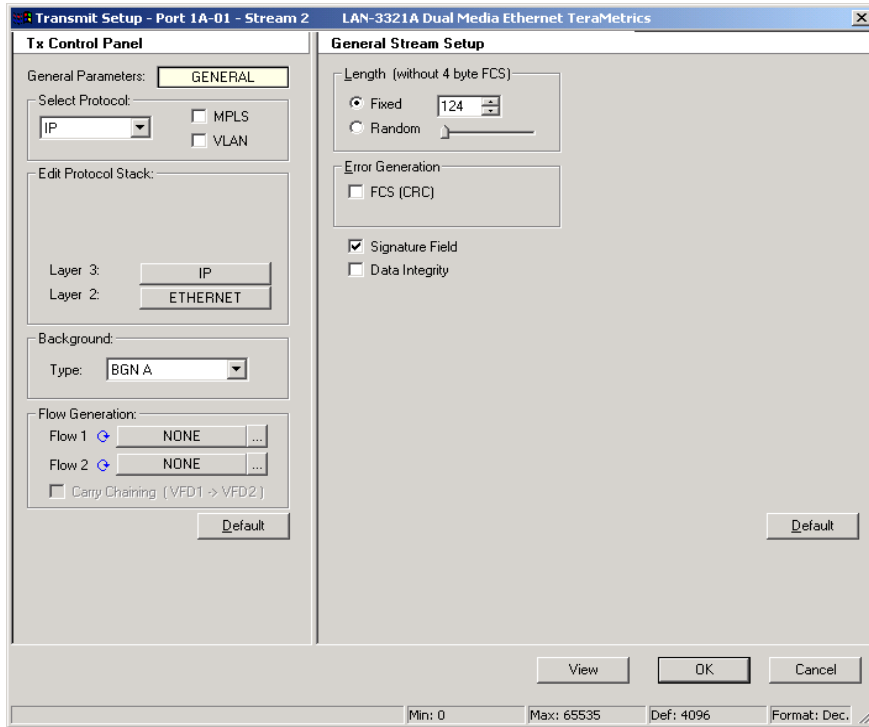 Transmit Setup - Port 1A-01 - Stream 2 LAN-3321A Dual Media Ethernet TeraMetrics
Tx Control Panel
General Parameters: GENERAL
Select Protocol:
IP
MPLS
VLAN
Edit Protocol Stack:
Layer 3: IP
Layer 2: ETHERNET
Background:
Type: BGN A
Flow Generation:
Flow 1 NONE ...
Flow 2 NONE ...
Carry Chaining (VFD1 -> VFD2)
Default
General Stream Setup
Length (without 4 byte FCS)
Fixed 124
Random
Error Generation
FCS (CRC)
Signature Field
Data Integrity
Default
View OK Cancel
Min: 0 Max: 65535 Def: 4096 Format: Dec.